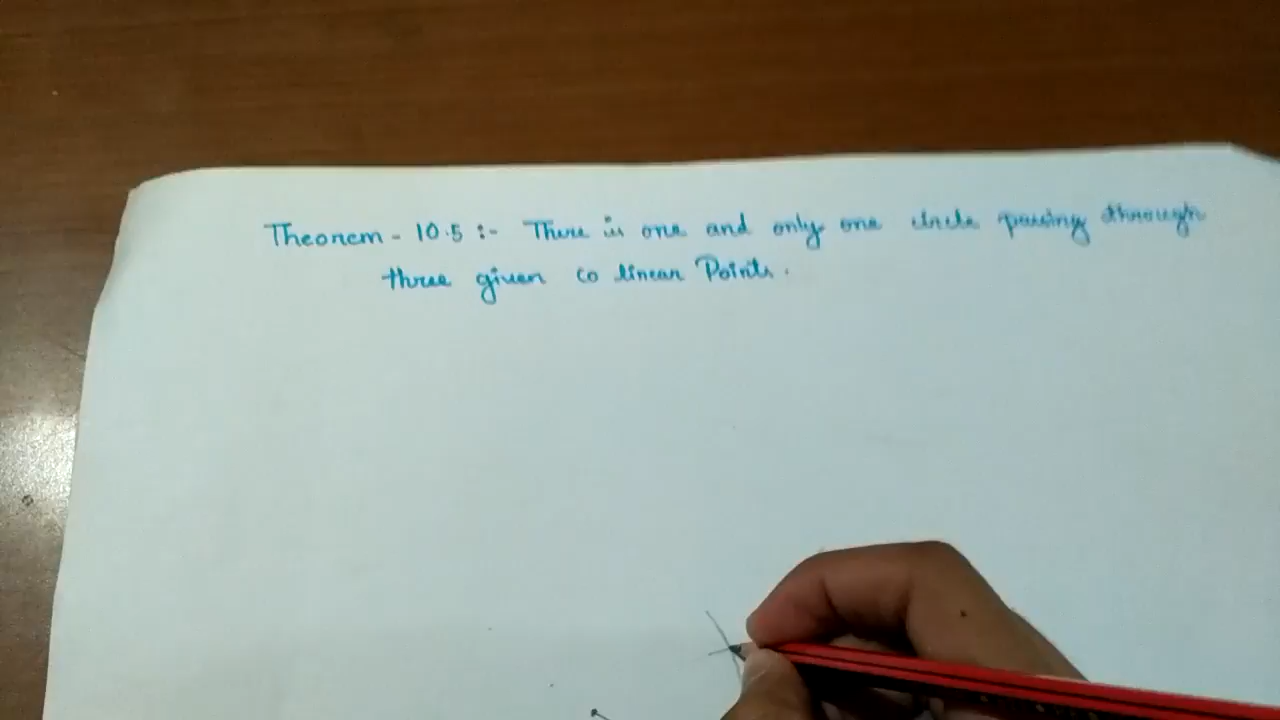 Theorem - 10.5 :- There is one and only one circle passing through
three given co linear Points.